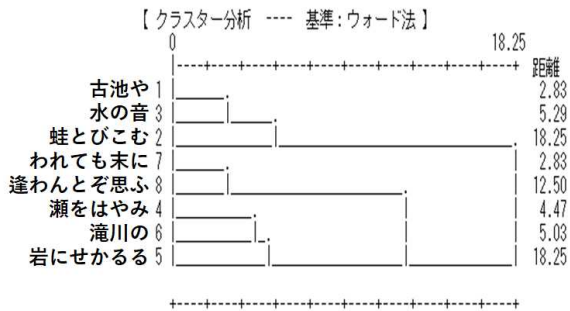 【 クラスター分析 ---- 基準：ウォード法 】
0 18.25
距離
古池や 1 2.83
水の音 3 5.29
蛙とびこむ 2 18.25
われても末に 7 2.83
逢わんとぞ思ふ 8 12.50
瀬をはやみ 4 4.47
滝川の 6 5.03
岩にせかるる 5 18.25